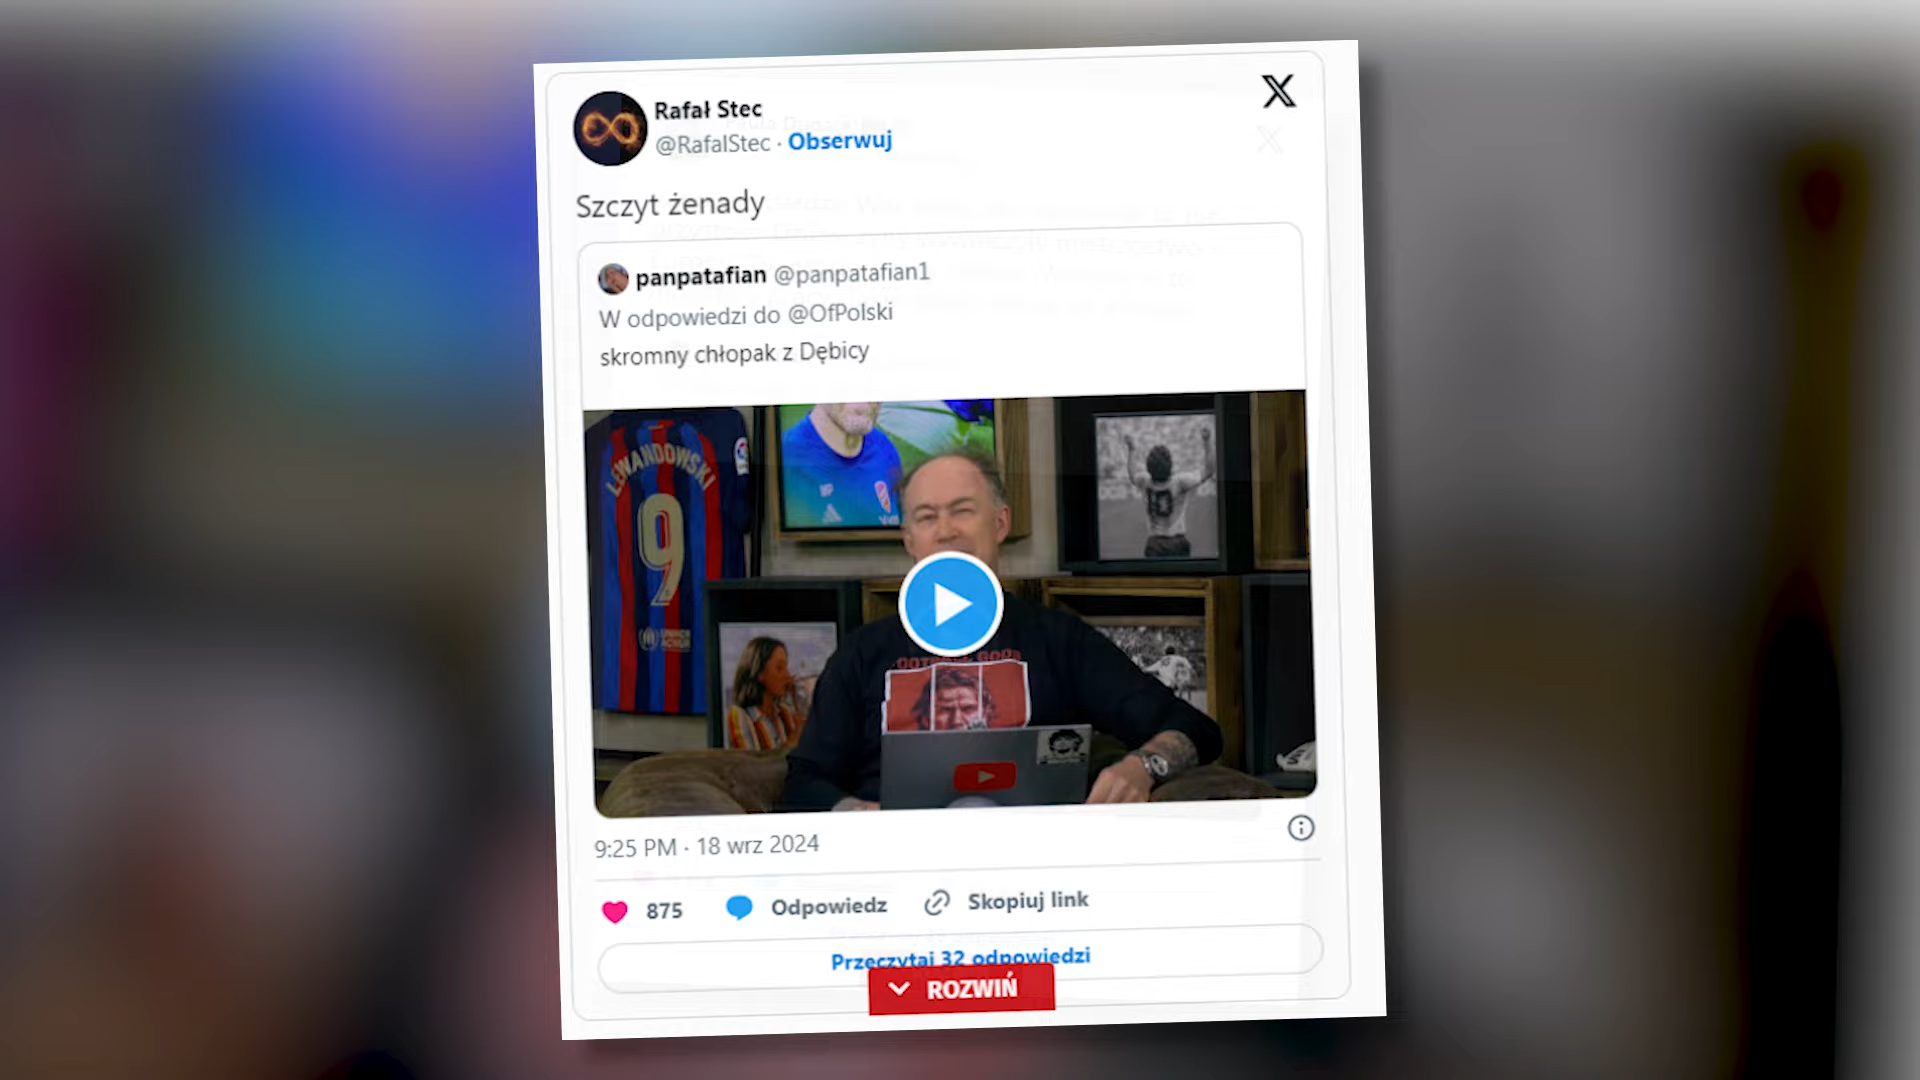 Rafał Stec
@RafalStec · Obserwuj
Szczyt żenady
panpatafian @panpatafian1
W odpowiedzi do @OfPolski
skromny chłopak z Dębicy
LEWANDOWSKI
9
9:25 PM · 18 wrz 2024
875 Odpowiedz Skopiuj link
Przeczytaj 32 odpowiedzi
ROZWIŃ